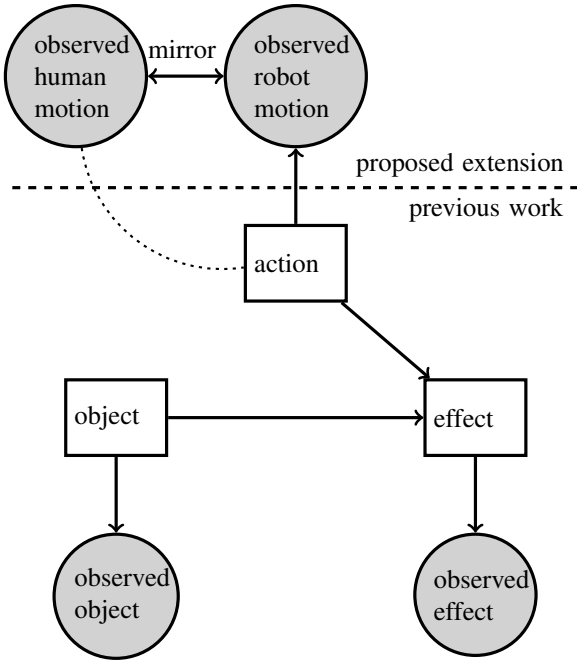 observed
human
motion
mirror
observed
robot
motion
proposed extension
previous work
action
object
effect
observed
object
observed
effect